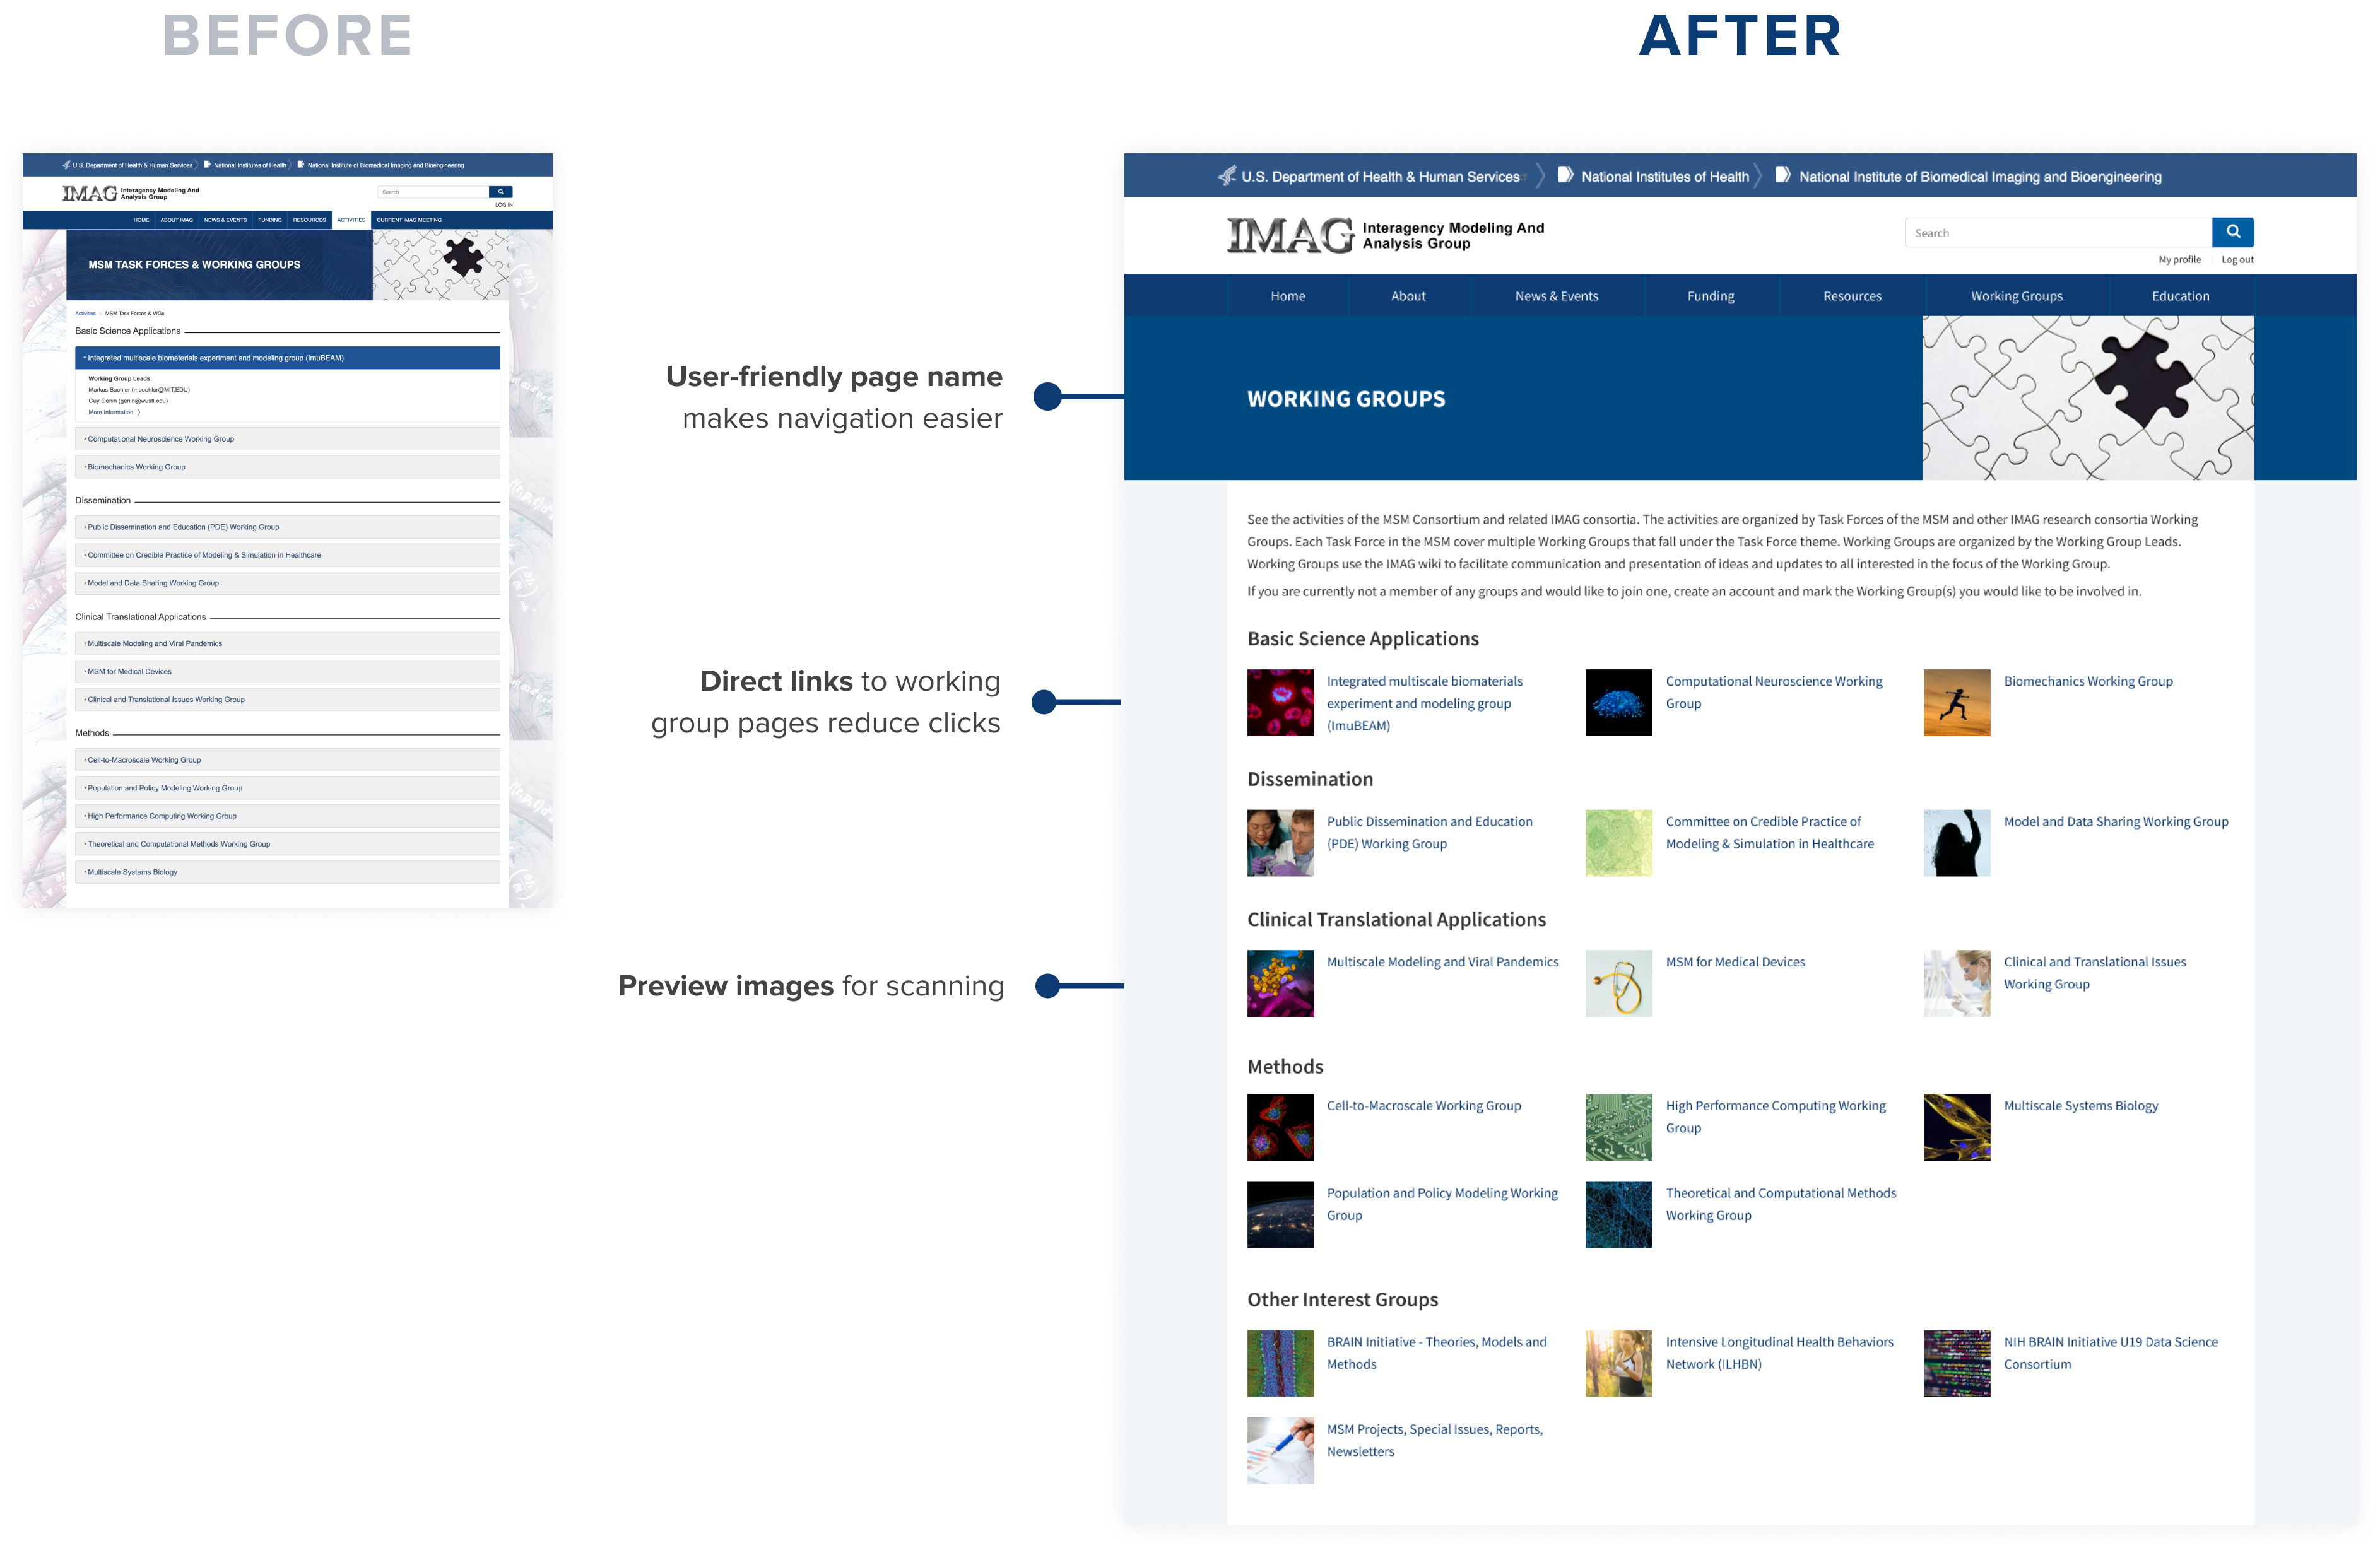 BEFORE
AFTER
U.S. Department of Health & Human Services
National Institutes of Health
National Institute of Biomedical Imaging and Bioengineering
IMAG
Interagency Modeling And
Analysis Group
Search
LOG IN
HOME
ABOUT IMAG
NEWS & EVENTS
FUNDING
RESOURCES
ACTIVITIES
CURRENT IMAG MEETING
MSM TASK FORCES & WORKING GROUPS
Activities
MSM Task Forces & WGs
Basic Science Applications
Integrated multiscale biomaterials experiment and modeling group (ImuBEAM)
Working Group Leads:
Markus Buehler (mbuehler@MIT.EDU)
Guy Genin (genin@wustl.edu)
More Information
Computational Neuroscience Working Group
Biomechanics Working Group
Dissemination
Public Dissemination and Education (PDE) Working Group
Committee on Credible Practice of Modeling & Simulation in Healthcare
Model and Data Sharing Working Group
Clinical Translational Applications
Multiscale Modeling and Viral Pandemics
MSM for Medical Devices
Clinical and Translational Issues Working Group
Methods
Cell-to-Macroscale Working Group
Population and Policy Modeling Working Group
High Performance Computing Working Group
Theoretical and Computational Methods Working Group
Multiscale Systems Biology
User-friendly page name
makes navigation easier
Direct links to working
group pages reduce clicks
Preview images for scanning
U.S. Department of Health & Human Services
National Institutes of Health
National Institute of Biomedical Imaging and Bioengineering
IMAG
Interagency Modeling And
Analysis Group
Search
My profile
Log out
Home
About
News & Events
Funding
Resources
Working Groups
Education
WORKING GROUPS
See the activities of the MSM Consortium and related IMAG consortia. The activities are organized by Task Forces of the MSM and other IMAG research consortia Working
Groups. Each Task Force in the MSM cover multiple Working Groups that fall under the Task Force theme. Working Groups are organized by the Working Group Leads.
Working Groups use the IMAG wiki to facilitate communication and presentation of ideas and updates to all interested in the focus of the Working Group.
If you are currently not a member of any groups and would like to join one, create an account and mark the Working Group(s) you would like to be involved in.
Basic Science Applications
Integrated multiscale biomaterials
experiment and modeling group
(ImuBEAM)
Computational Neuroscience Working
Group
Biomechanics Working Group
Dissemination
Public Dissemination and Education
(PDE) Working Group
Committee on Credible Practice of
Modeling & Simulation in Healthcare
Model and Data Sharing Working Group
Clinical Translational Applications
Multiscale Modeling and Viral Pandemics
MSM for Medical Devices
Clinical and Translational Issues
Working Group
Methods
Cell-to-Macroscale Working Group
High Performance Computing Working
Group
Multiscale Systems Biology
Population and Policy Modeling Working
Group
Theoretical and Computational Methods
Working Group
Other Interest Groups
BRAIN Initiative - Theories, Models and
Methods
Intensive Longitudinal Health Behaviors
Network (ILHBN)
NIH BRAIN Initiative U19 Data Science
Consortium
MSM Projects, Special Issues, Reports,
Newsletters